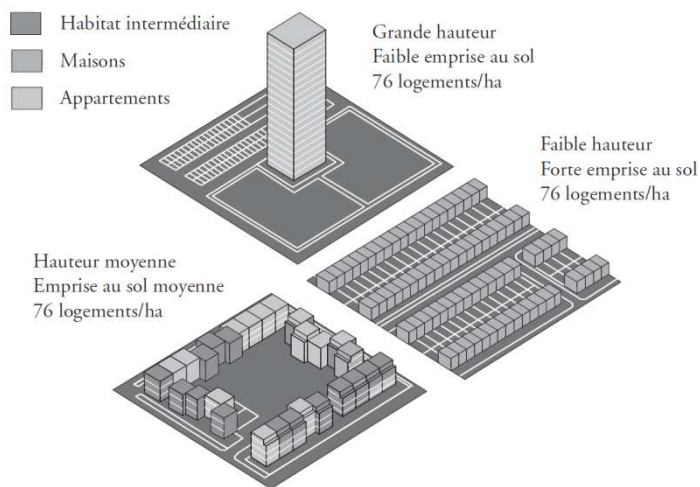 Habitat intermédiaire
Maisons
Appartements
Grande hauteur
Faible emprise au sol
76 logements/ha
Faible hauteur
Forte emprise au sol
76 logements/ha
Hauteur moyenne
Emprise au sol moyenne
76 logements/ha